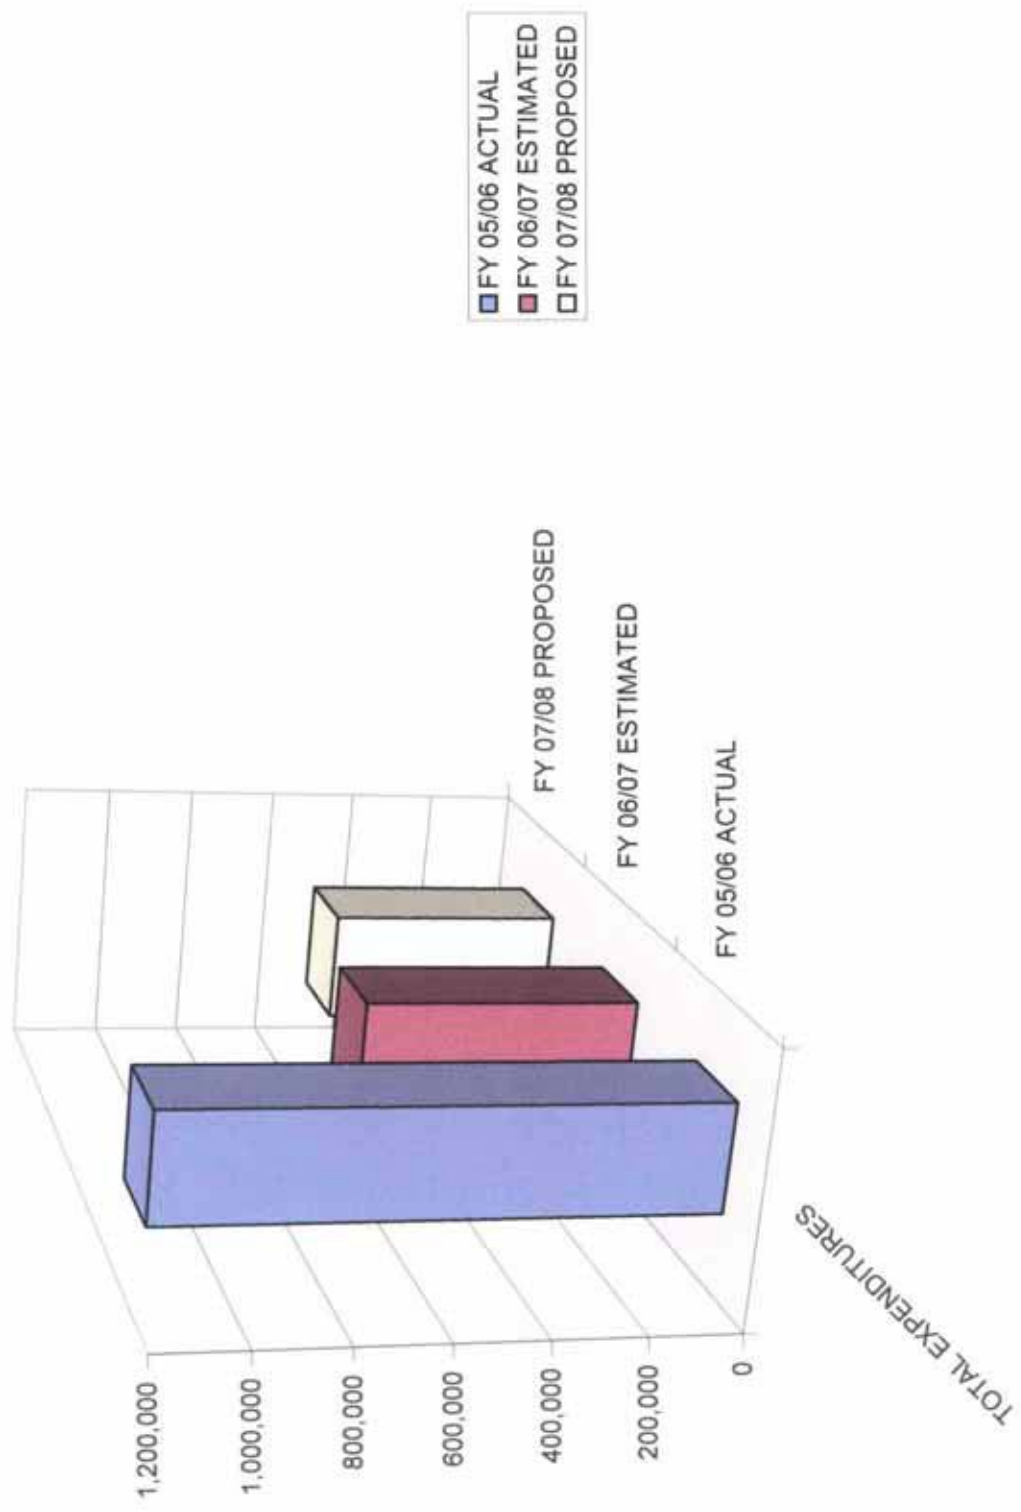 1,200,000
1,000,000
800,000
600,000
400,000
200,000
0
TOTAL EXPENDITURES
FY 05/06 ACTUAL
FY 06/07 ESTIMATED
FY 07/08 PROPOSED
FY 05/06 ACTUAL
FY 06/07 ESTIMATED
FY 07/08 PROPOSED